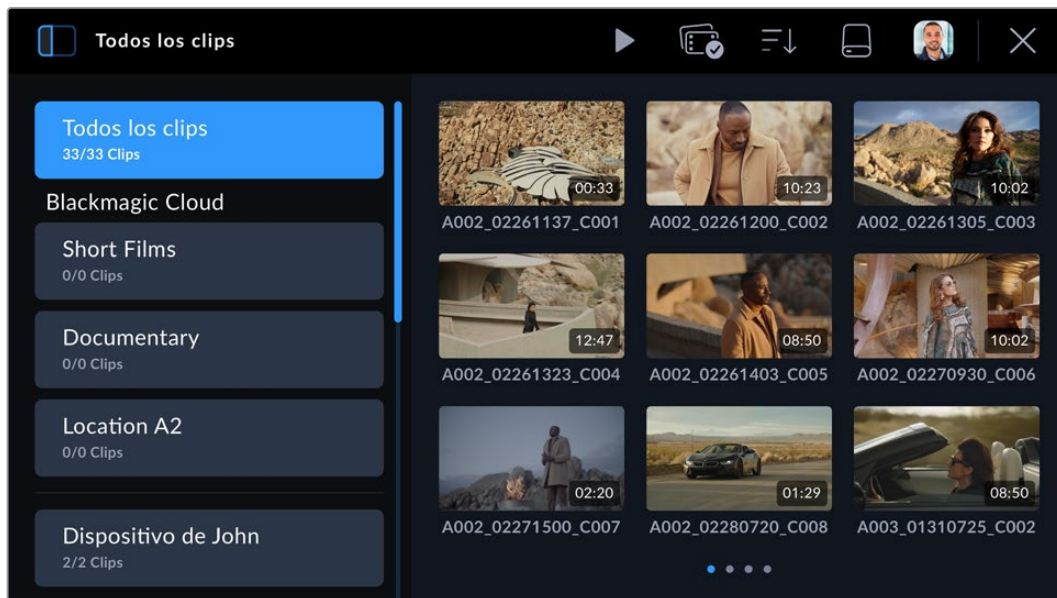 Todos los clips
Todos los clips
33/33 Clips
Blackmagic Cloud
Short Films
0/0 Clips
Documentary
0/0 Clips
Location A2
0/0 Clips
Dispositivo de John
2/2 Clips
00:33
10:23
10:02
A002_02261137_C001
A002_02261200_C002
A002_02261305_C003
12:47
08:50
10:02
A002_02261323_C004
A002_02261403_C005
A002_02270930_C006
02:20
01:29
08:50
A002_02271500_C007
A002_02280720_C008
A003_01310725_C002